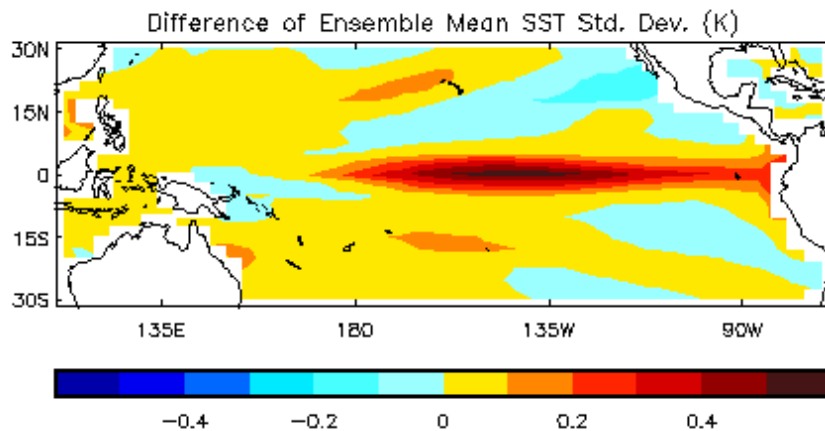 Difference of Ensemble Mean SST Std. Dev. (K)
30N
15N
0
15S
30S
135E 180 135W 90W
-0.4 -0.2 0 0.2 0.4